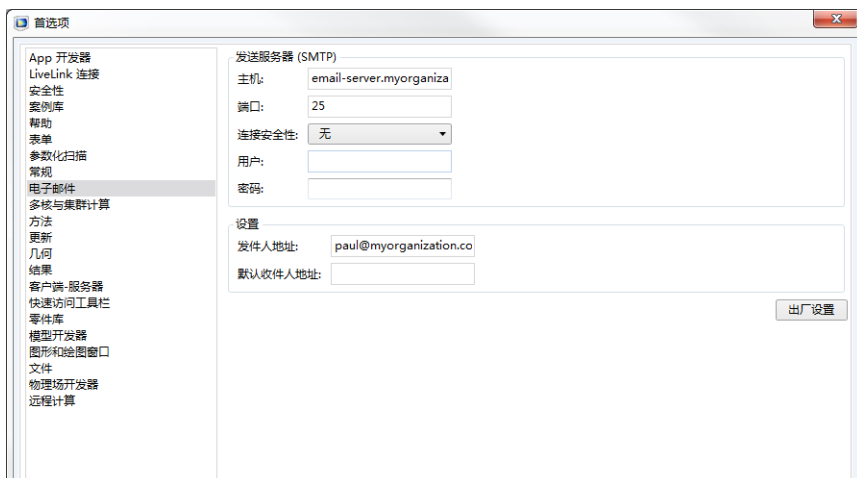 首选项
App 开发器
LiveLink 连接
安全性
案例库
帮助
表单
参数化扫描
常规
电子邮件
多核与集群计算
方法
更新
几何
结果
客户端-服务器
快速访问工具栏
零件库
模型开发器
图形和绘图窗口
文件
物理场开发器
远程计算
发送服务器 (SMTP)
主机: email-server.myorganiza
端口: 25
连接安全性: 无
用户:
密码:
设置
发件人地址: paul@myorganization.co
默认收件人地址:
出厂设置